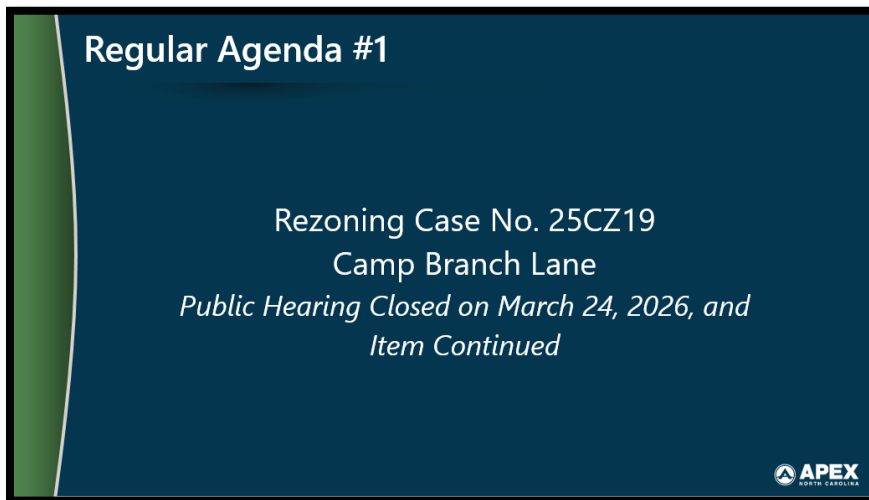 Regular Agenda #1
Rezoning Case No. 25CZ19
Camp Branch Lane
Public Hearing Closed on March 24, 2026, and
Item Continued
APEX
NORTH CAROLINA